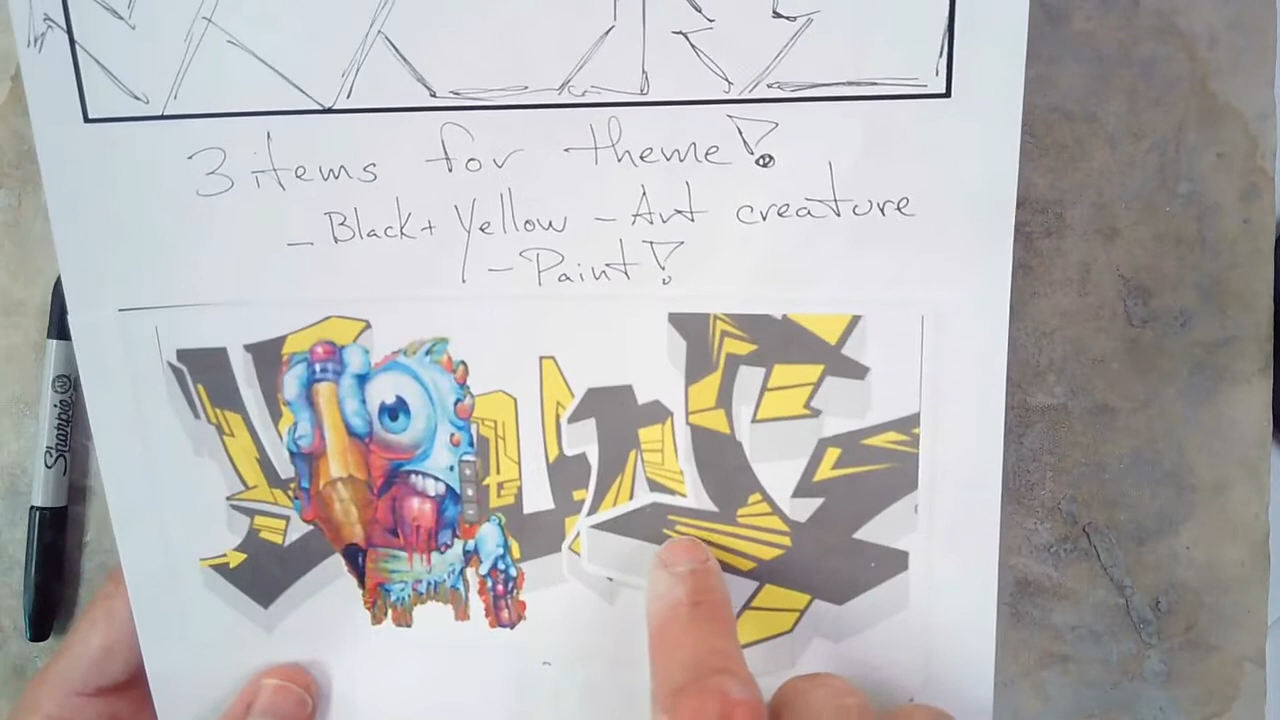 3 items for theme!
- Black + Yellow - Art creature
- Paint!
Sharpie